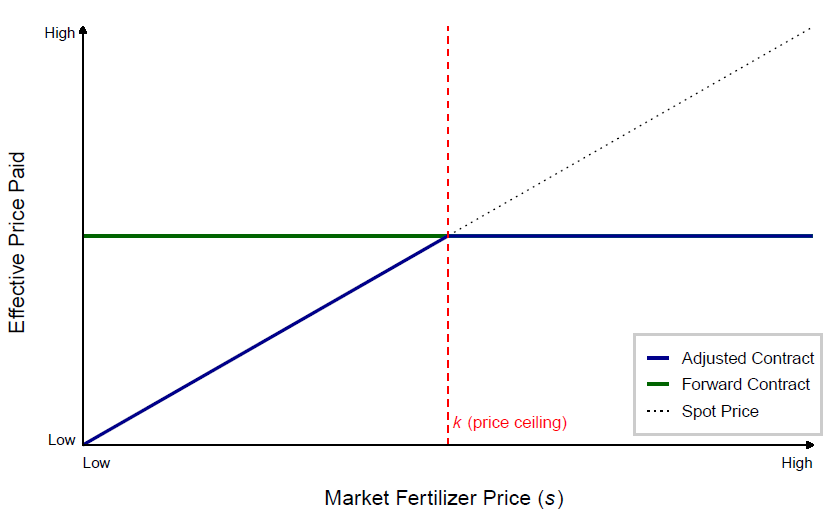 High
Effective Price Paid
Low
k (price ceiling)
Adjusted Contract
Forward Contract
Spot Price
Low
High
Market Fertilizer Price (s)